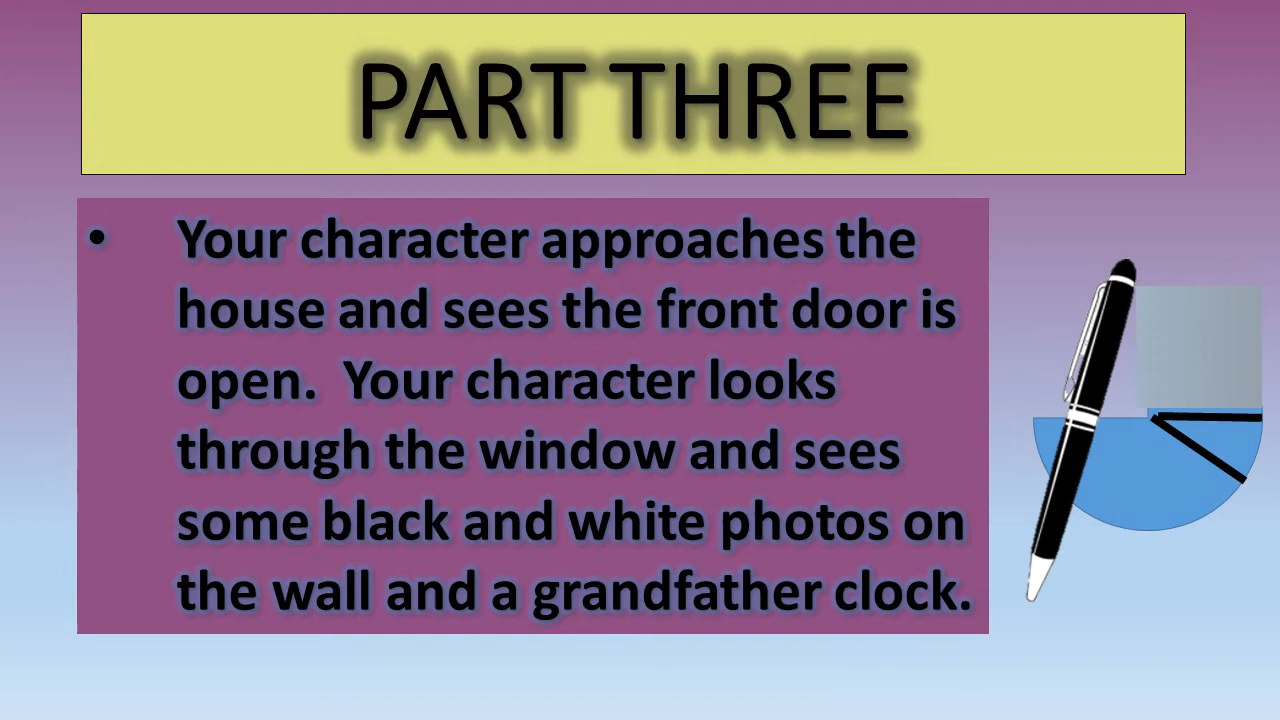 PART THREE
• Your character approaches the
house and sees the front door is
open.  Your character looks
through the window and sees
some black and white photos on
the wall and a grandfather clock.